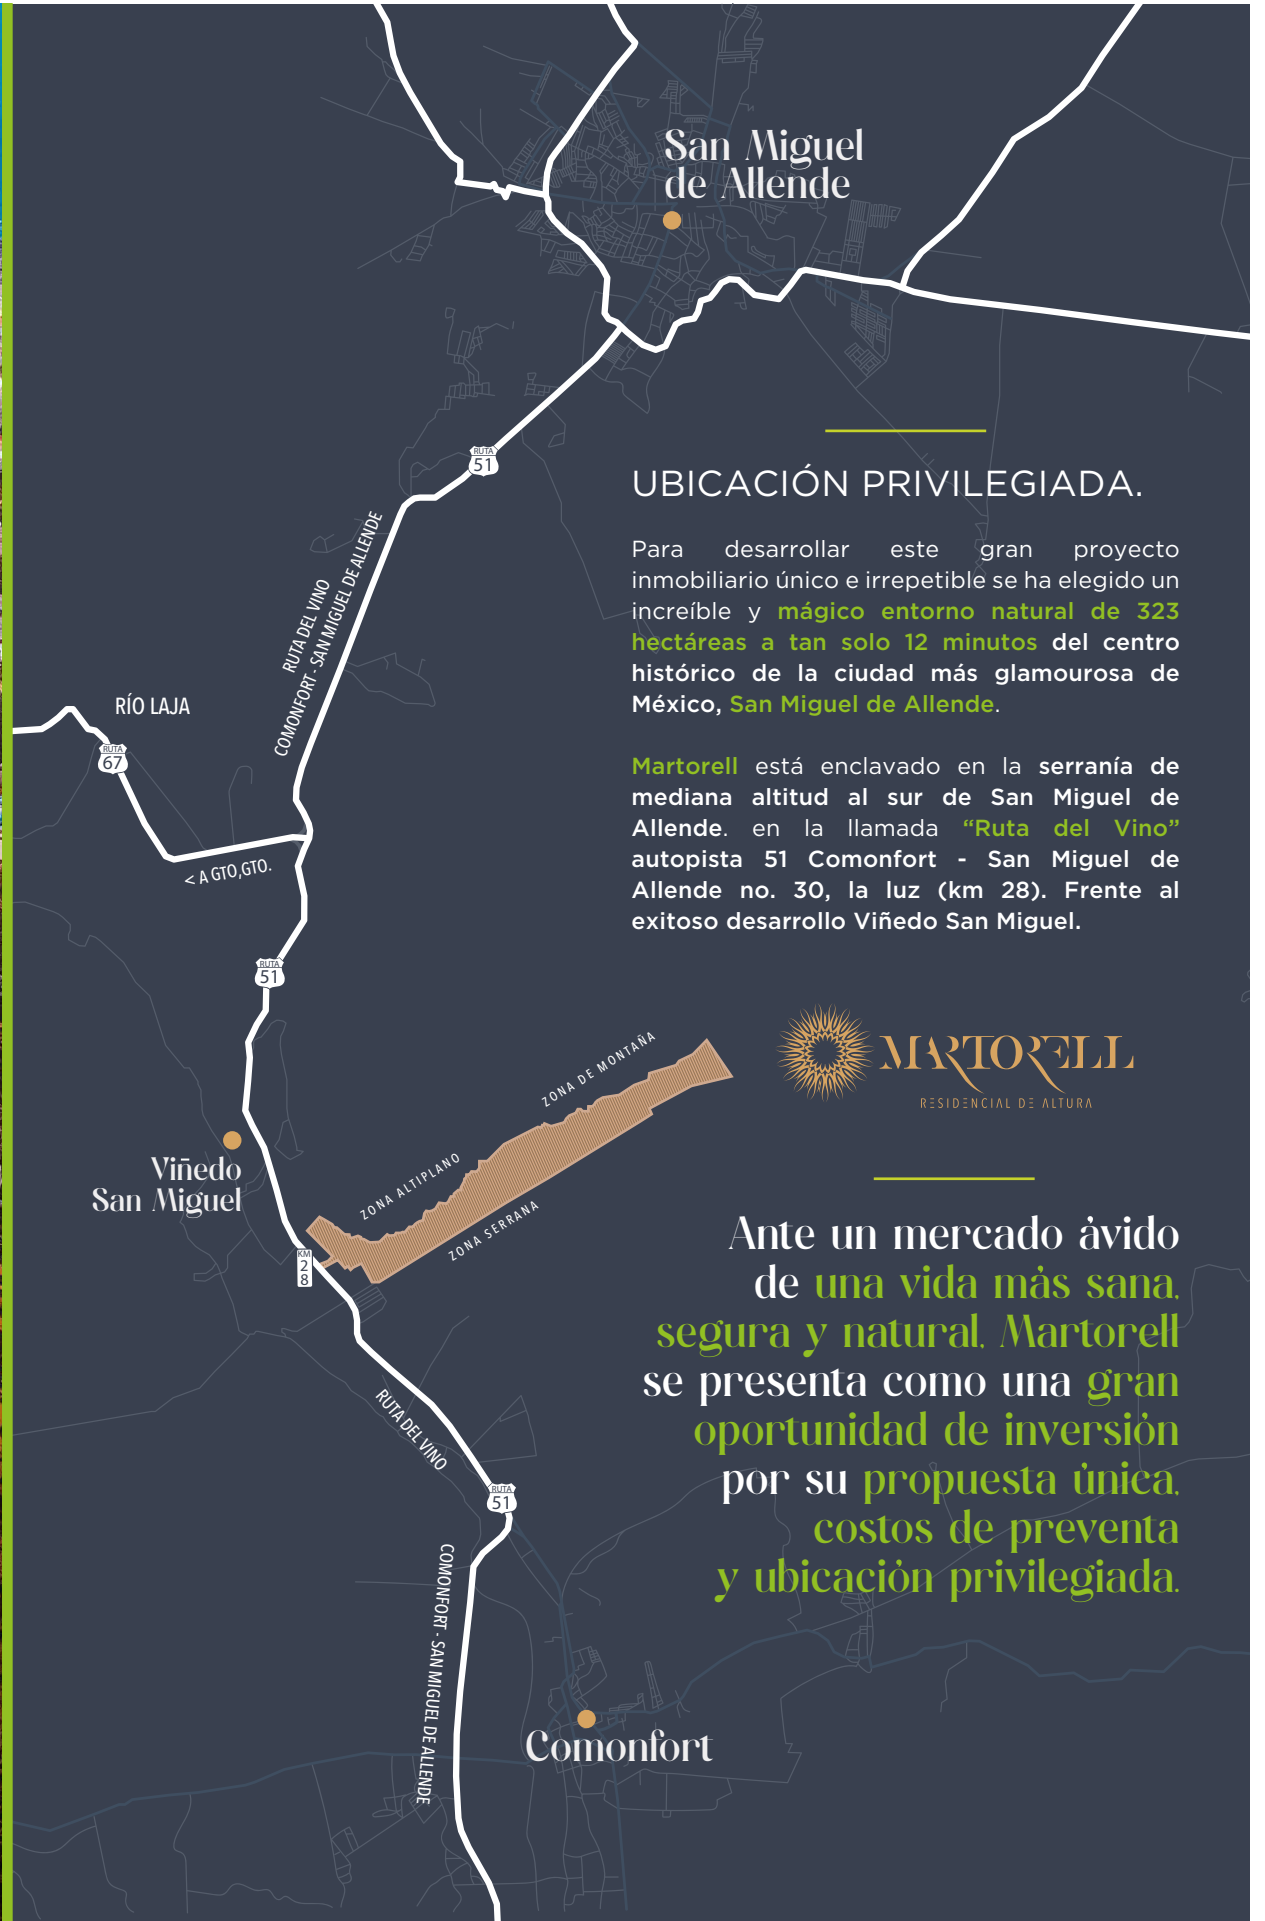 San Miguel
de Allende
RUTA
51
UBICACIÓN PRIVILEGIADA.
Para desarrollar este gran proyecto
inmobiliario único e irrepetible se ha elegido un
increíble y mágico entorno natural de 323
hectáreas a tan solo 12 minutos del centro
histórico de la ciudad más glamourosa de
México, San Miguel de Allende.
Martorell está enclavado en la serranía de
mediana altitud al sur de San Miguel de
Allende. en la llamada “Ruta del Vino”
autopista 51 Comonfort - San Miguel de
Allende no. 30, la luz (km 28). Frente al
exitoso desarrollo Viñedo San Miguel.
RUTA DEL VINO
COMONFORT - SAN MIGUEL DE ALLENDE
RÍO LAJA
RUTA
67
< A GTO,GTO.
RUTA
51
MARTORELL
RESIDENCIAL DE ALTURA
ZONA DE MONTAÑA
ZONA ALTIPLANO
ZONA SERRANA
Viñedo
San Miguel
KM
2
8
Ante un mercado ávido
de una vida más sana,
segura y natural, Martorell
se presenta como una gran
oportunidad de inversión
por su propuesta única,
costos de preventa
y ubicación privilegiada.
RUTA DEL VINO
RUTA
51
COMONFORT - SAN MIGUEL DE ALLENDE
Comonfort